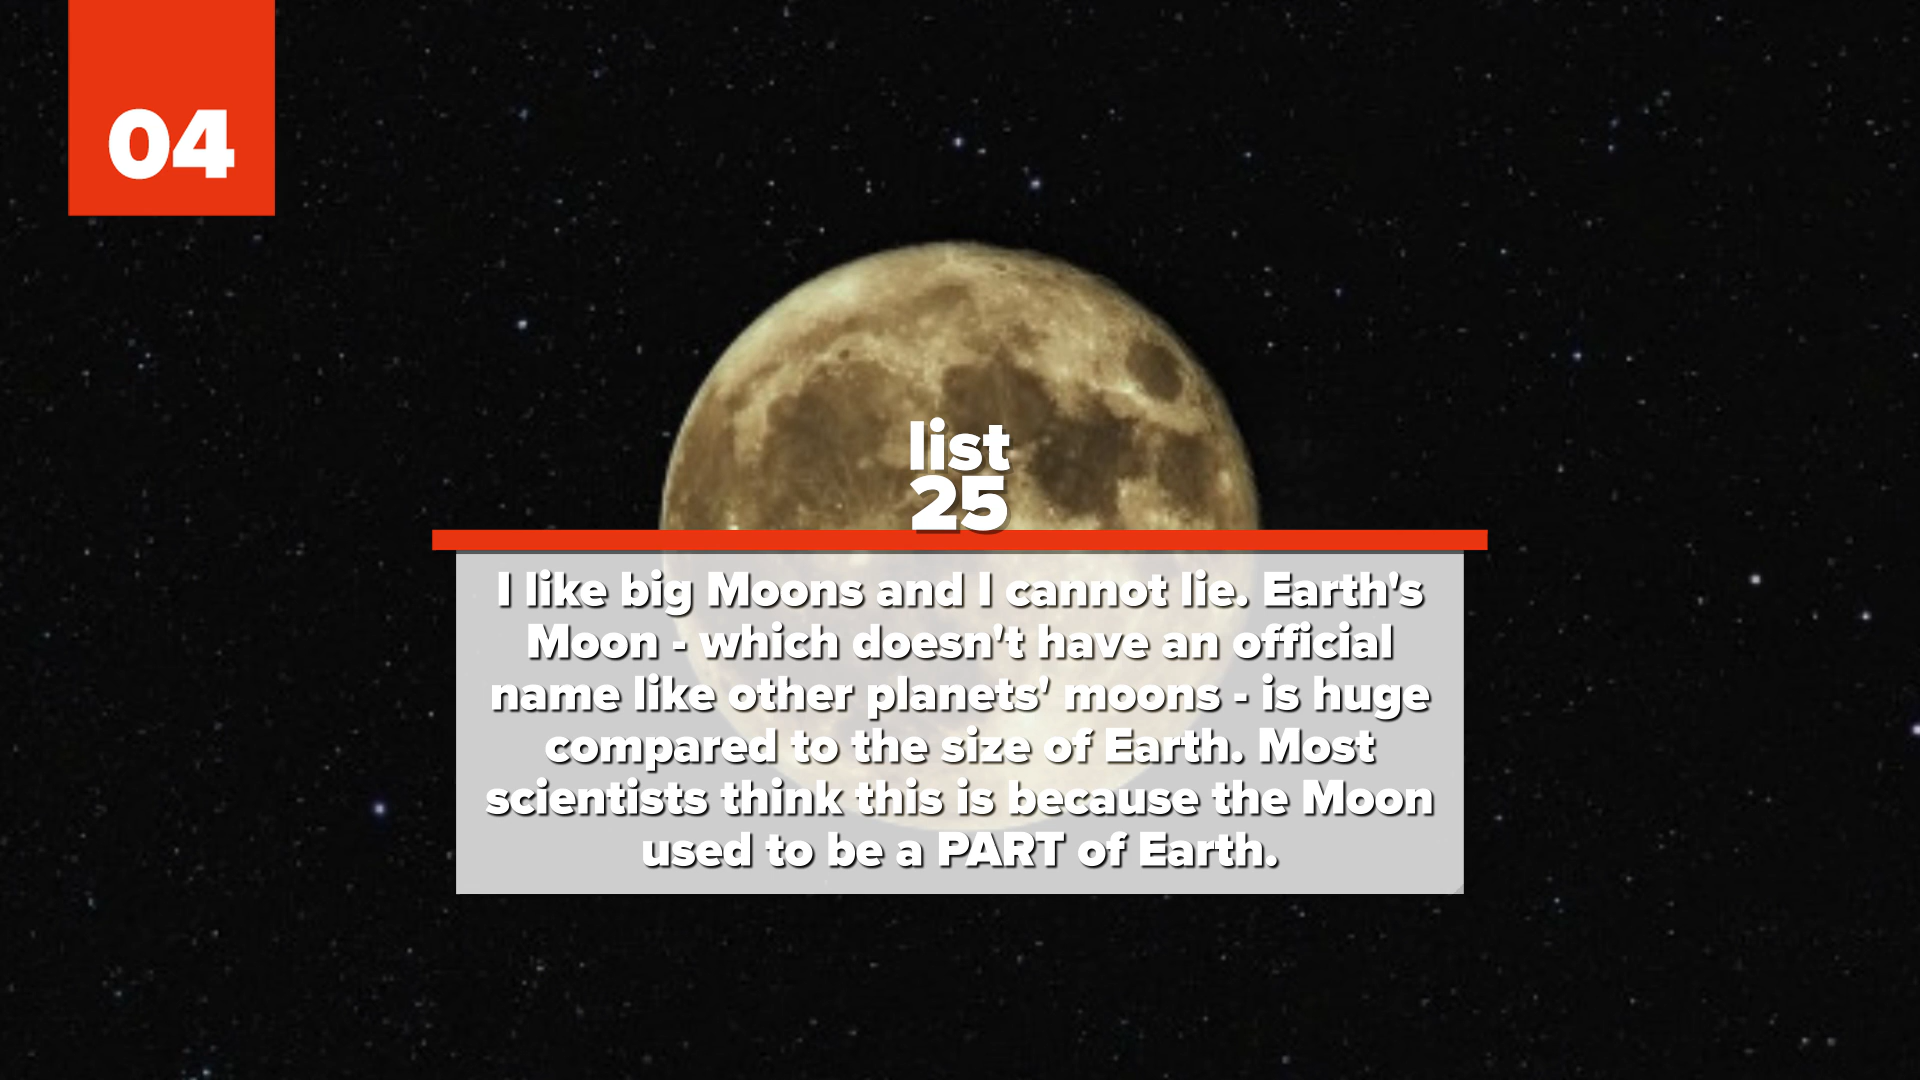 04
list
25
I like big Moons and I cannot lie. Earth's
Moon - which doesn't have an official
name like other planets' moons - is huge
compared to the size of Earth. Most
scientists think this is because the Moon
used to be a PART of Earth.